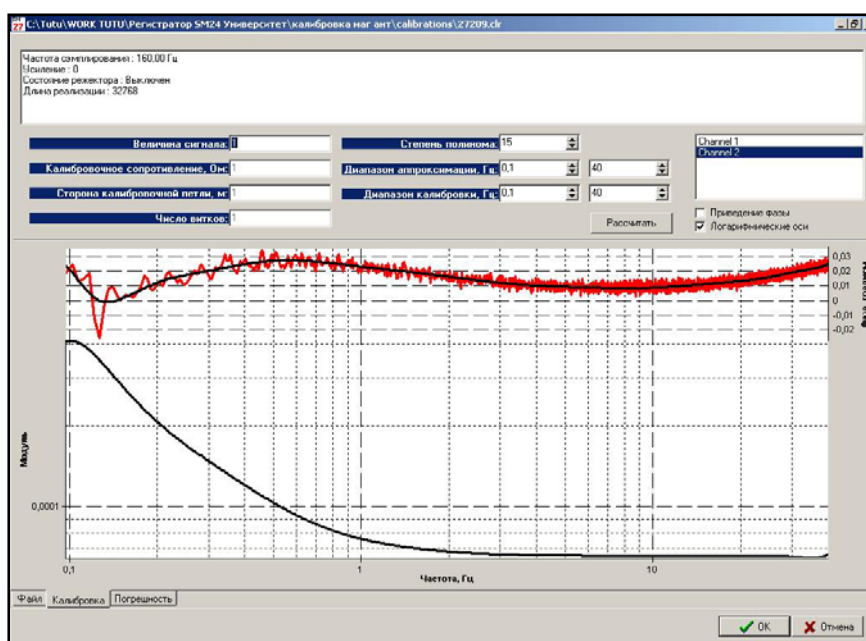 C:\Tutu\WORK TUTU\Регистратор SM24 Университет\калибровка маг ант\calibrations\27209.clr
Частота сэмплирования : 160,00 Гц
Усиление : 0
Состояние режектора : Выключен
Длина реализации : 32768
Величина сигнала: 1
Степень полинома: 15
Channel 1
Channel 2
Калибровочное сопротивление, Ом: 1
Диапазон аппроксимации, Гц: 0,1 40
Сторона калибровочной петли, м: 1
Диапазон калибровки, Гц: 0,1 40
Число витков: 1
Рассчитать
Приведение фазы
Логарифмические оси
0,03
0,02
0,01
0
-0,01
-0,02
Модуль
0,0001
0,1 1 10
Частота, Гц
Файл Калибровка Погрешность
OK Отмена